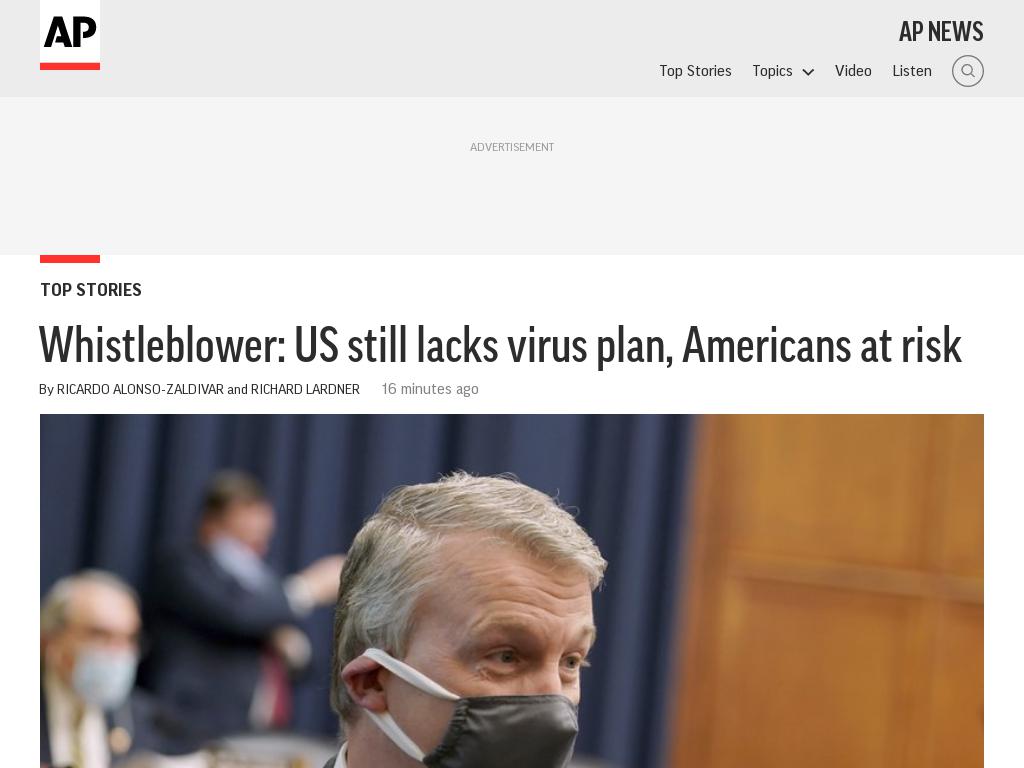 AP
AP NEWS
Top Stories Topics Video Listen
ADVERTISEMENT
TOP STORIES
Whistleblower: US still lacks virus plan, Americans at risk
By RICARDO ALONSO-ZALDIVAR and RICHARD LARDNER 16 minutes ago